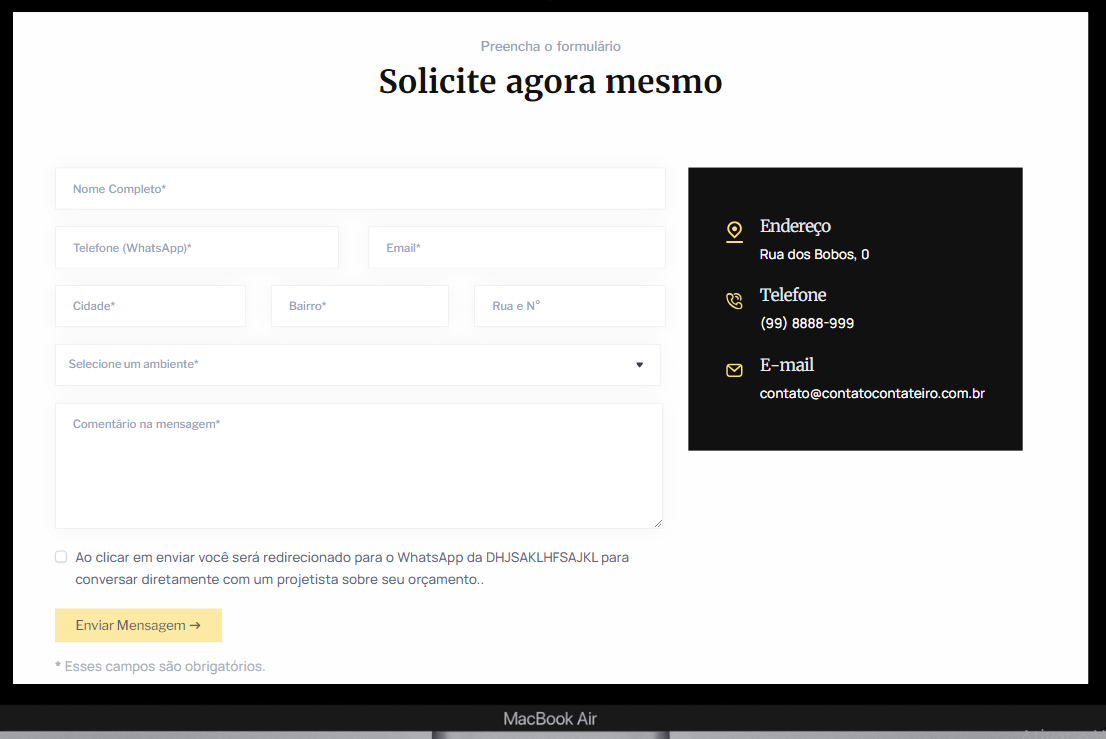 Preencha o formulário
Solicite agora mesmo
Nome Completo*
Telefone (WhatsApp)*
Email*
Cidade*
Bairro*
Rua e N°
Selecione um ambiente*
Comentário na mensagem*
Ao clicar em enviar você será redirecionado para o WhatsApp da DHJSAKLHFSAJKL para
conversar diretamente com um projetista sobre seu orçamento..
Enviar Mensagem →
* Esses campos são obrigatórios.
Endereço
Rua dos Bobos, 0
Telefone
(99) 8888-999
E-mail
contato@contatocontateiro.com.br
MacBook Air